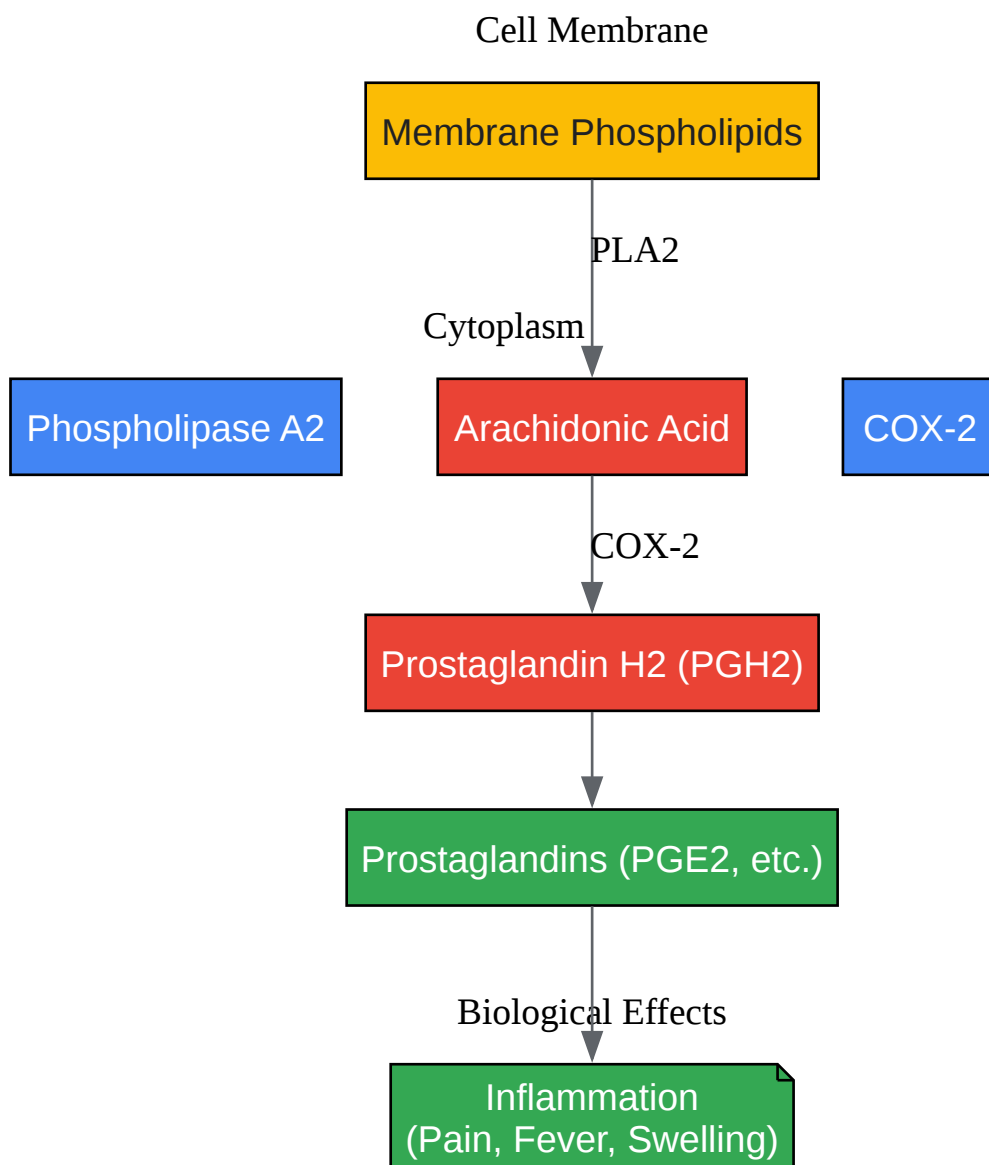 Cell Membrane
Membrane Phospholipids
PLA2
Cytoplasm
Phospholipase A2
Arachidonic Acid
COX-2
COX-2
Prostaglandin H2 (PGH2)
Prostaglandins (PGE2, etc.)
Biological Effects
Inflammation
(Pain, Fever, Swelling)